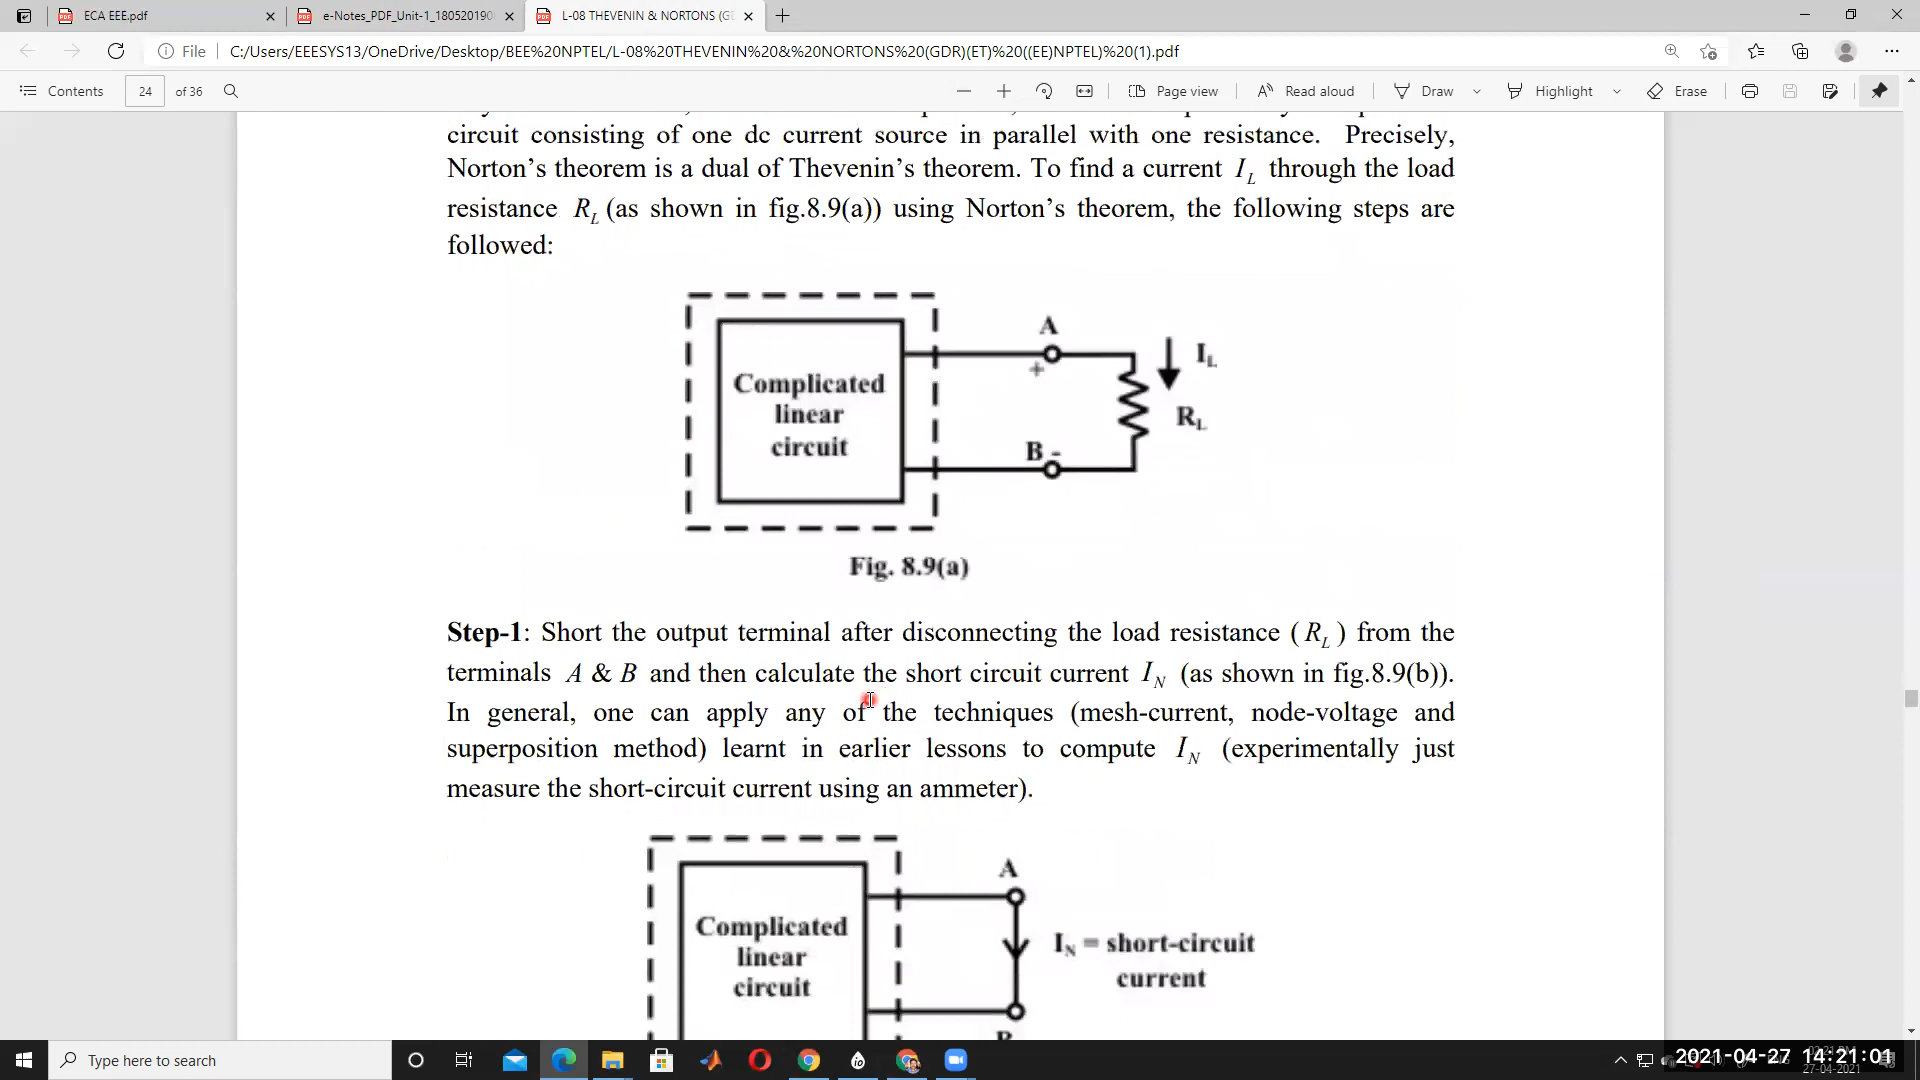 ECA EEE.pdf
e-Notes_PDF_Unit-1_18052019
L-08 THEVENIN & NORTONS (G
File
C:/Users/EEESYS13/OneDrive/Desktop/BEE%20NPTEL/L-08%20THEVENIN%20&%20NORTONS%20(GDR)(ET)%20((EE)NPTEL)%20(1).pdf
Contents 24 of 36
Page view
Read aloud
Draw
Highlight
Erase
circuit consisting of one dc current source in parallel with one resistance. Precisely,
Norton’s theorem is a dual of Thevenin’s theorem. To find a current I_L through the load
resistance R_L (as shown in fig.8.9(a)) using Norton’s theorem, the following steps are
followed:
Complicated
linear
circuit
A
+
B -
I_L
R_L
Fig. 8.9(a)
Step-1: Short the output terminal after disconnecting the load resistance ( R_L ) from the
terminals A & B and then calculate the short circuit current I_N (as shown in fig.8.9(b)).
In general, one can apply any of the techniques (mesh-current, node-voltage and
superposition method) learnt in earlier lessons to compute I_N (experimentally just
measure the short-circuit current using an ammeter).
Complicated
linear
circuit
A
I_N = short-circuit
current
Type here to search
2021-04-27 14:21:01
27-04-2021